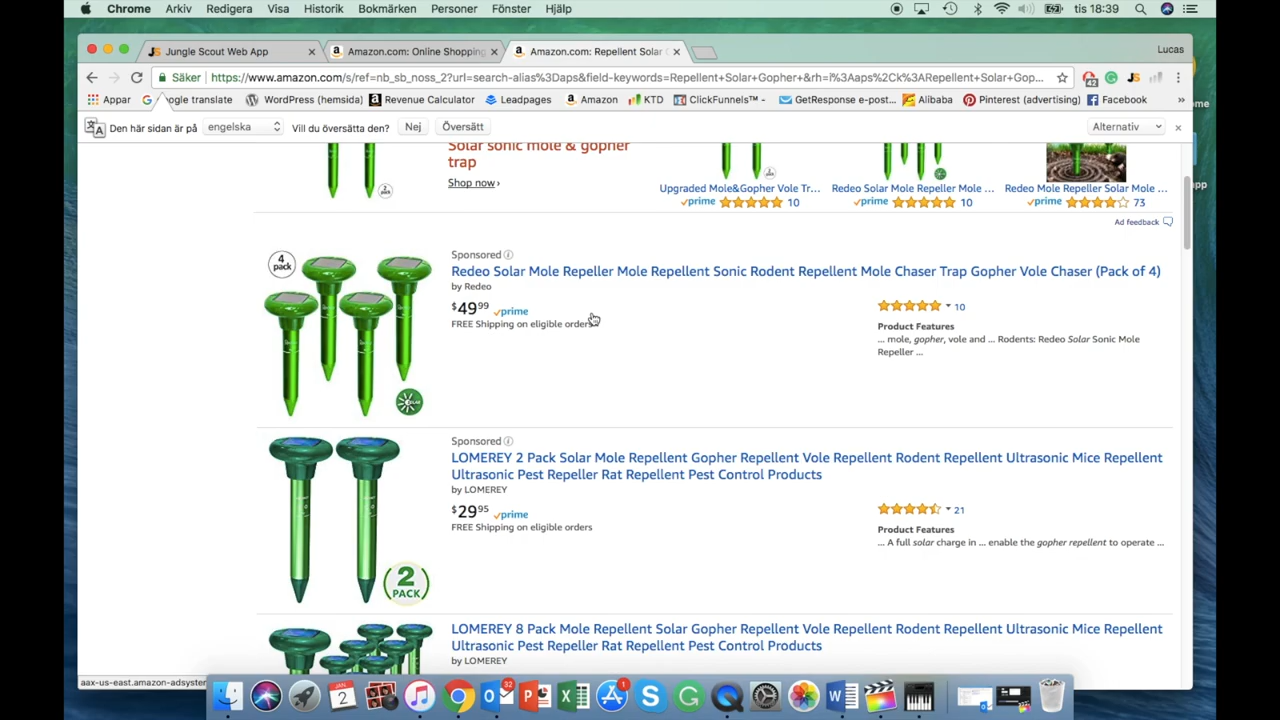 Chrome Arkiv Redigera Visa Historik Bokmärken Personer Fönster Hjälp tis 18:39
Jungle Scout Web App Amazon.com: Online Shopping Amazon.com: Repellent Solar G Lucas
Säker https://www.amazon.com/s/ref=nb_sb_noss_2?url=search-alias%3Daps&field-keywords=Repellent+Solar+Gopher+&rh=i%3Aaps%2Ck%3ARepellent+Solar+Gop... 42
Appar ogle translate WordPress (hemsida) Revenue Calculator Leadpages Amazon KTD ClickFunnels™ - GetResponse e-post... Alibaba Pinterest (advertising) Facebook »
Den här sidan är på engelska Vill du översätta den? Nej Översätt Alternativ
Solar sonic mole & gopher
trap
Shop now ›
2 pack
Upgraded Mole&Gopher Vole Tr... Redeo Solar Mole Repeller Mole ... Redeo Mole Repeller Solar Mole ...
prime 10 prime 10 prime 73
Ad feedback
4 pack
Sponsored
Redeo Solar Mole Repeller Mole Repellent Sonic Rodent Repellent Mole Chaser Trap Gopher Vole Chaser (Pack of 4)
by Redeo
$49 99 prime
FREE Shipping on eligible orders
10
Product Features
... mole, gopher, vole and ... Rodents: Redeo Solar Sonic Mole
Repeller ...
Sponsored
LOMEREY 2 Pack Solar Mole Repellent Gopher Repellent Vole Repellent Rodent Repellent Ultrasonic Mice Repellent
Ultrasonic Pest Repeller Rat Repellent Pest Control Products
by LOMEREY
$29 95 prime
FREE Shipping on eligible orders
21
Product Features
... A full solar charge in ... enable the gopher repellent to operate ...
2
PACK
LOMEREY 8 Pack Mole Repellent Solar Gopher Repellent Vole Repellent Rodent Repellent Ultrasonic Mice Repellent
Ultrasonic Pest Repeller Rat Repellent Pest Control Products
by LOMEREY
aax-us-east.amazon-adsyster
JAN 2 32 1